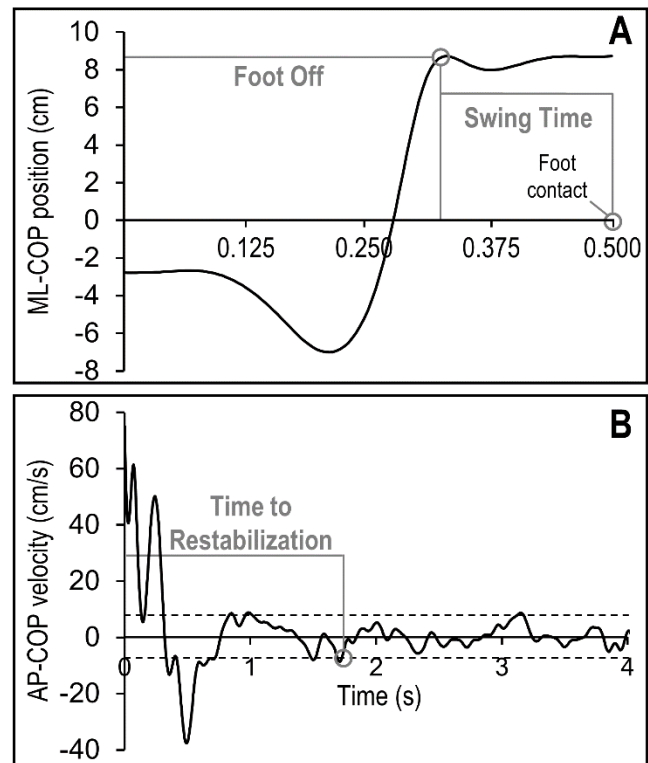 A
ML-COP position (cm)
10
8
6
4
2
0
-2
-4
-6
-8
Foot Off
Swing Time
Foot
contact
0.125
0.250
0.375
0.500
B
AP-COP velocity (cm/s)
80
60
40
20
0
-20
-40
Time to
Restabilization
0
1
2
3
4
Time (s)